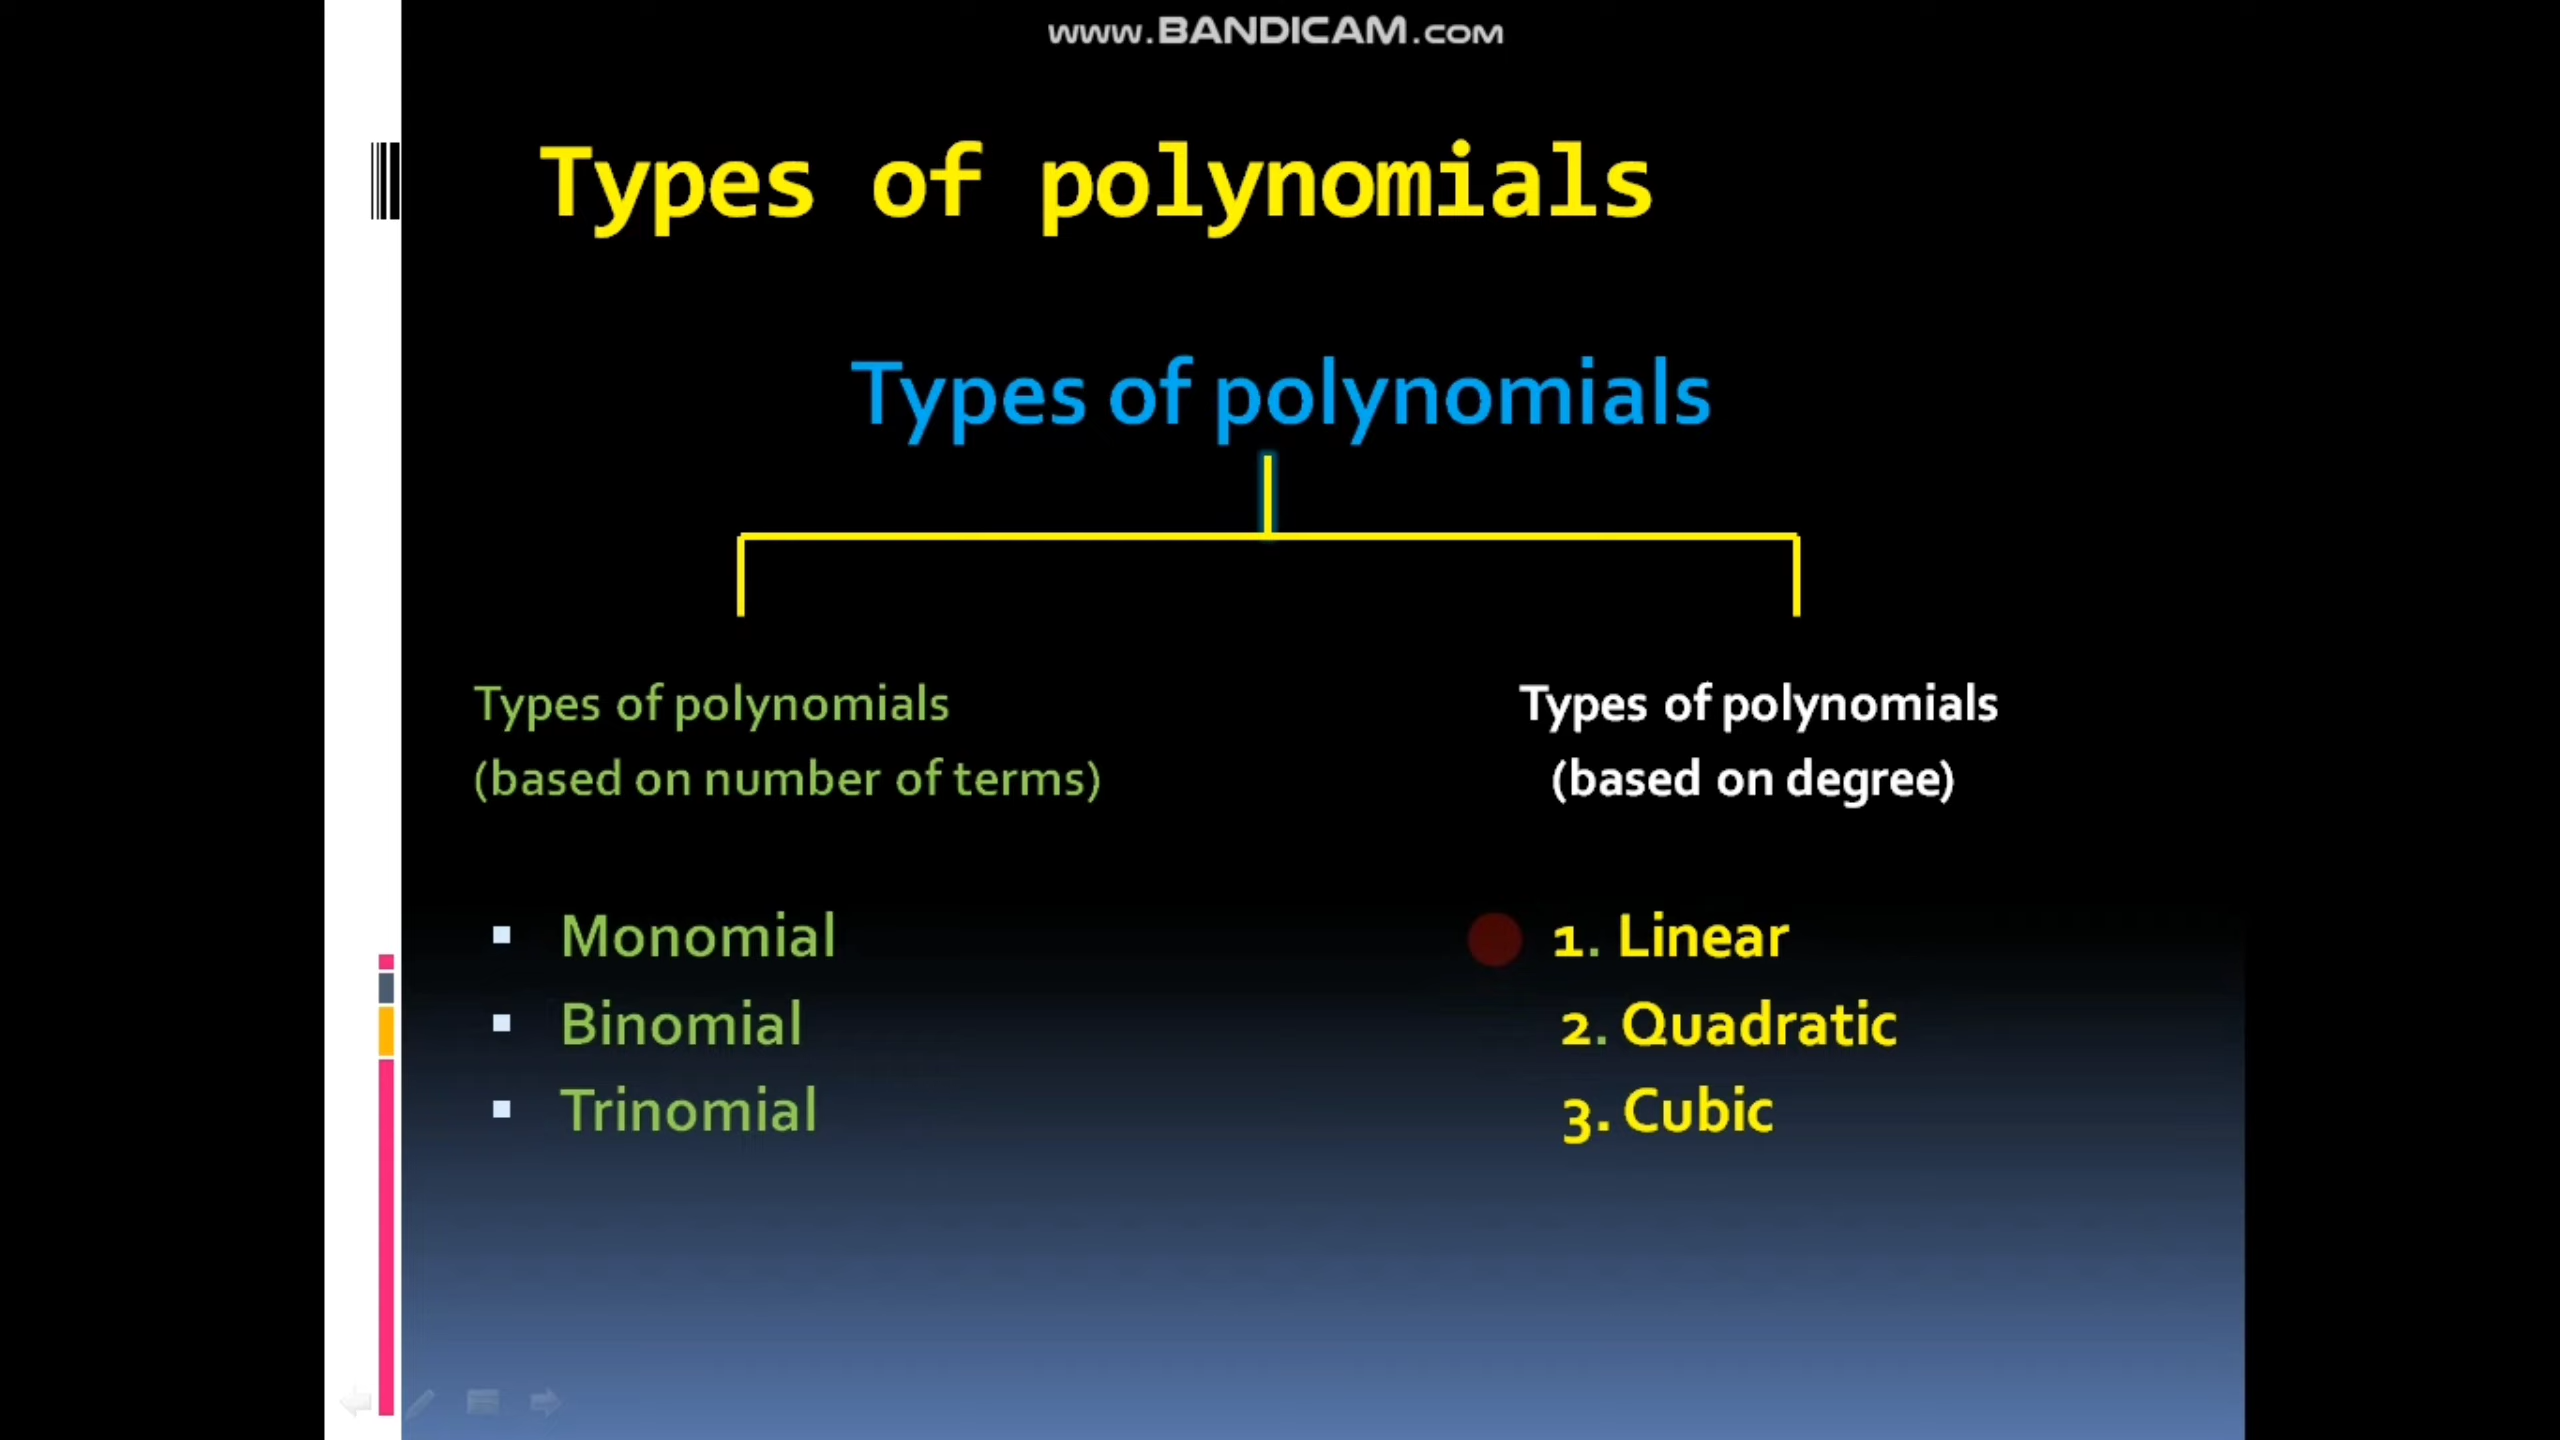 www.BANDICAM.com
Types of polynomials
Types of polynomials
Types of polynomials
(based on number of terms)
▪ Monomial
▪ Binomial
▪ Trinomial
Types of polynomials
(based on degree)
1. Linear
2. Quadratic
3. Cubic